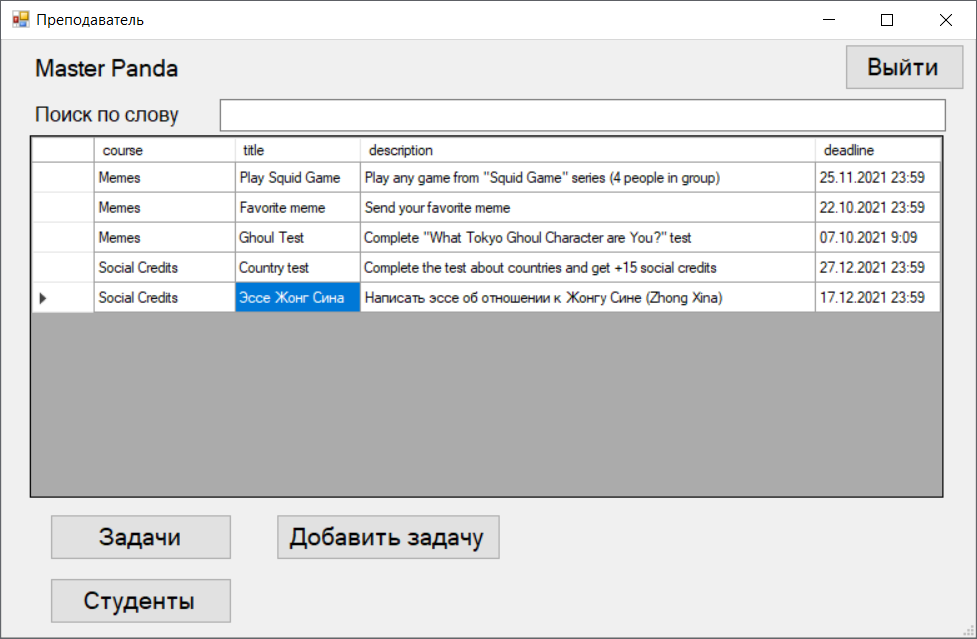 Преподаватель
Master Panda Выйти
Поиск по слову
course title description deadline
Memes Play Squid Game Play any game from "Squid Game" series (4 people in group) 25.11.2021 23:59
Memes Favorite meme Send your favorite meme 22.10.2021 23:59
Memes Ghoul Test Complete "What Tokyo Ghoul Character are You?" test 07.10.2021 9:09
Social Credits Country test Complete the test about countries and get +15 social credits 27.12.2021 23:59
Social Credits Эссе Жонг Сина Написать эссе об отношении к Жонгу Сине (Zhong Xina) 17.12.2021 23:59
Задачи Добавить задачу
Студенты